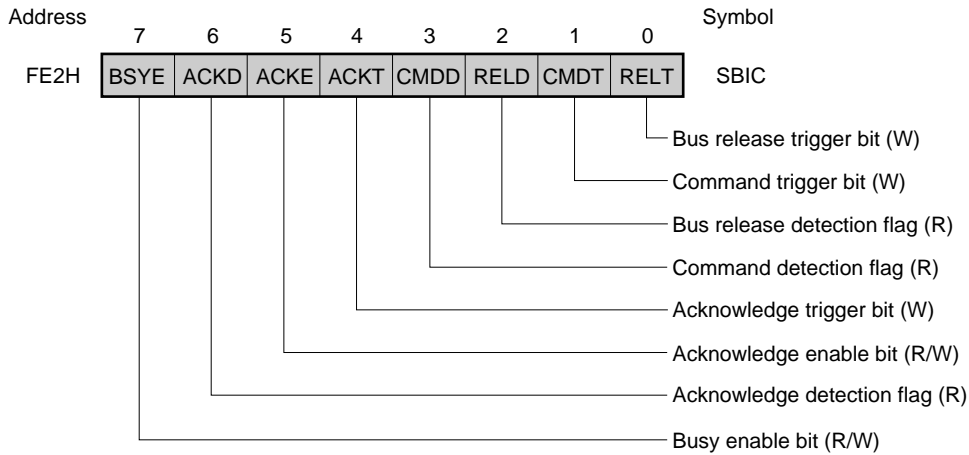 Address Symbol
7 6 5 4 3 2 1 0
FE2H BSYE ACKD ACKE ACKT CMDD RELD CMDT RELT SBIC
Bus release trigger bit (W)
Command trigger bit (W)
Bus release detection flag (R)
Command detection flag (R)
Acknowledge trigger bit (W)
Acknowledge enable bit (R/W)
Acknowledge detection flag (R)
Busy enable bit (R/W)